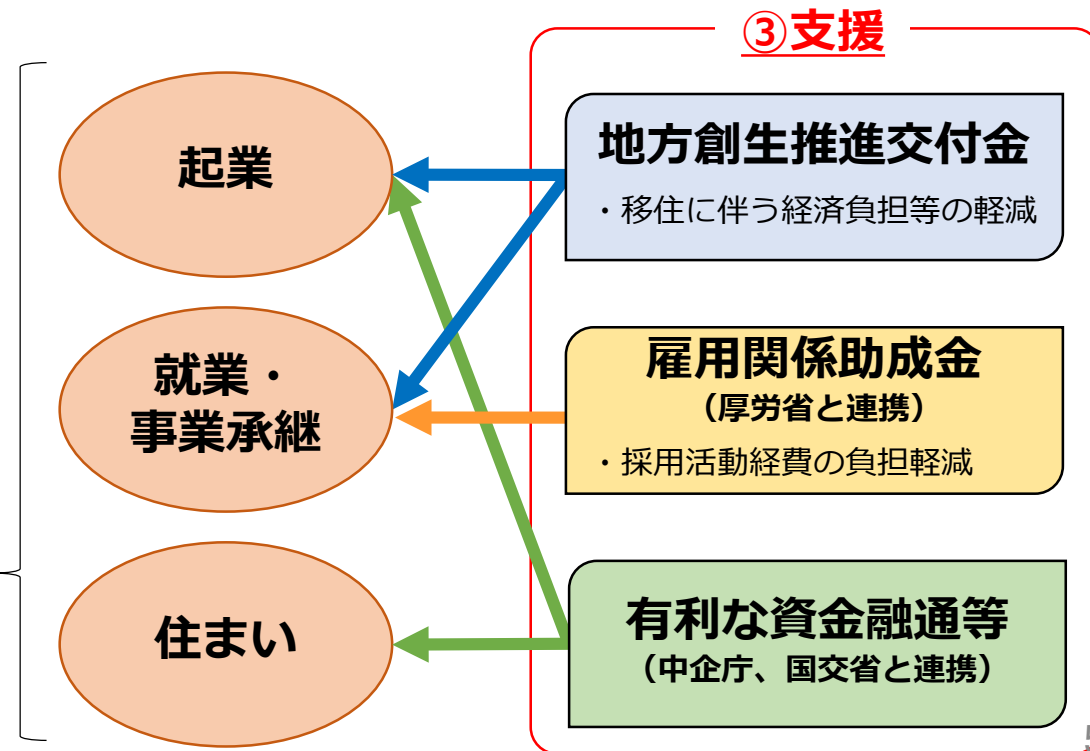 ③支援
起業
就業・
事業承継
住まい
地方創生推進交付金
・移住に伴う経済負担等の軽減
雇用関係助成金
（厚労省と連携）
・採用活動経費の負担軽減
有利な資金融通等
（中企庁、国交省と連携）